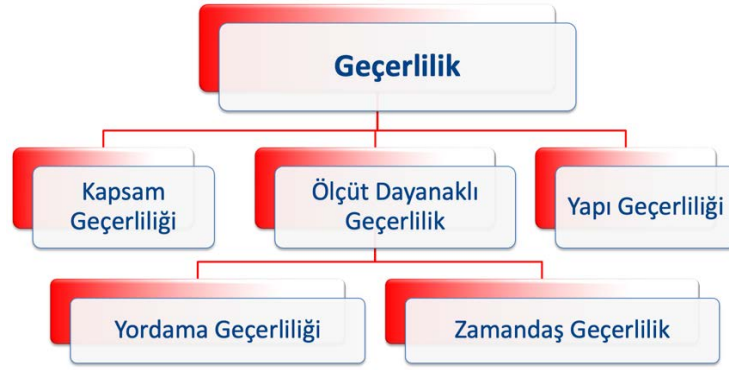 Geçerlilik
Kapsam
Geçerliliği
Ölçüt Dayanaklı
Geçerlilik
Yapı Geçerliliği
Yordama Geçerliliği
Zamandaş Geçerlilik